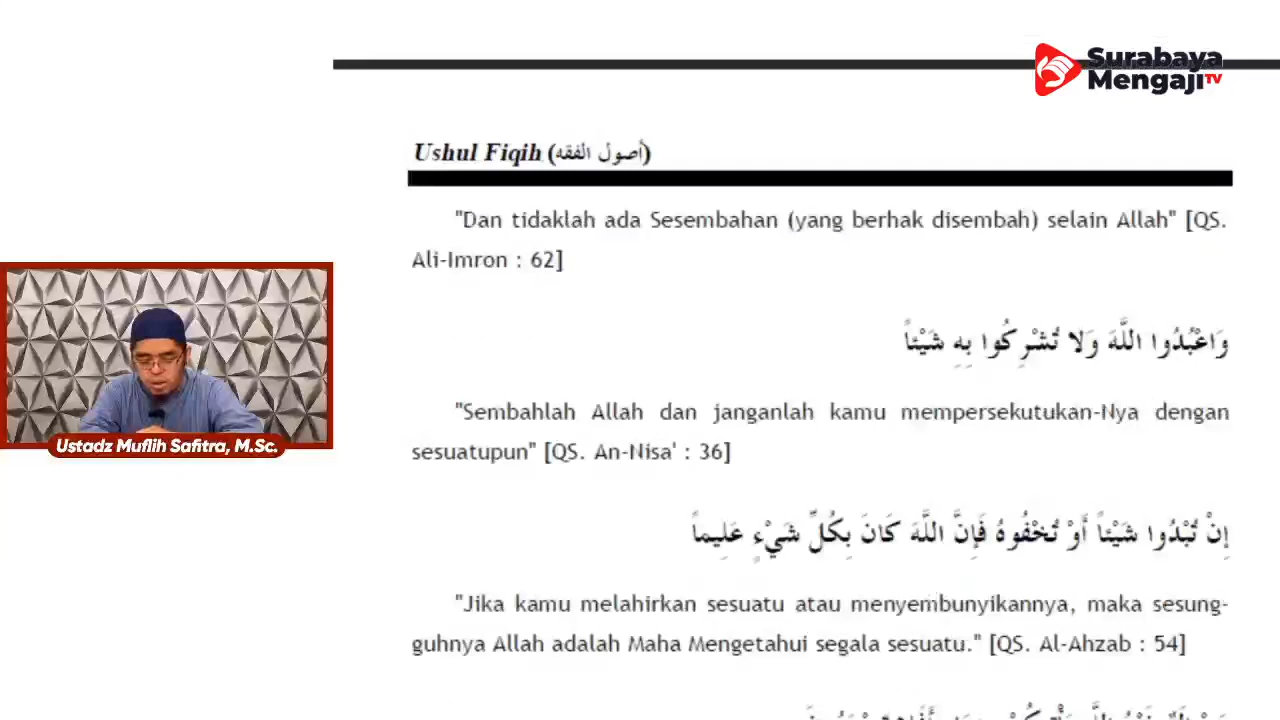 Surabaya
Mengaji TV
Ushul Fiqih (أصول الفقه)
"Dan tidaklah ada Sesembahan (yang berhak disembah) selain Allah" [QS.
Ali-Imron : 62]
وَاعْبُدُوا اللَّهَ وَلا تُشْرِكُوا بِهِ شَيْئاً
"Sembahlah Allah dan janganlah kamu mempersekutukan-Nya dengan
sesuatupun" [QS. An-Nisa' : 36]
إِنْ تُبْدُوا شَيْئاً أَوْ تُخْفُوهُ فَإِنَّ اللَّهَ كَانَ بِكُلِّ شَيْءٍ عَلِيماً
"Jika kamu melahirkan sesuatu atau menyembunyikannya, maka sesung-
guhnya Allah adalah Maha Mengetahui segala sesuatu." [QS. Al-Ahzab : 54]
Ustadz Muflih Safitra, M.Sc.